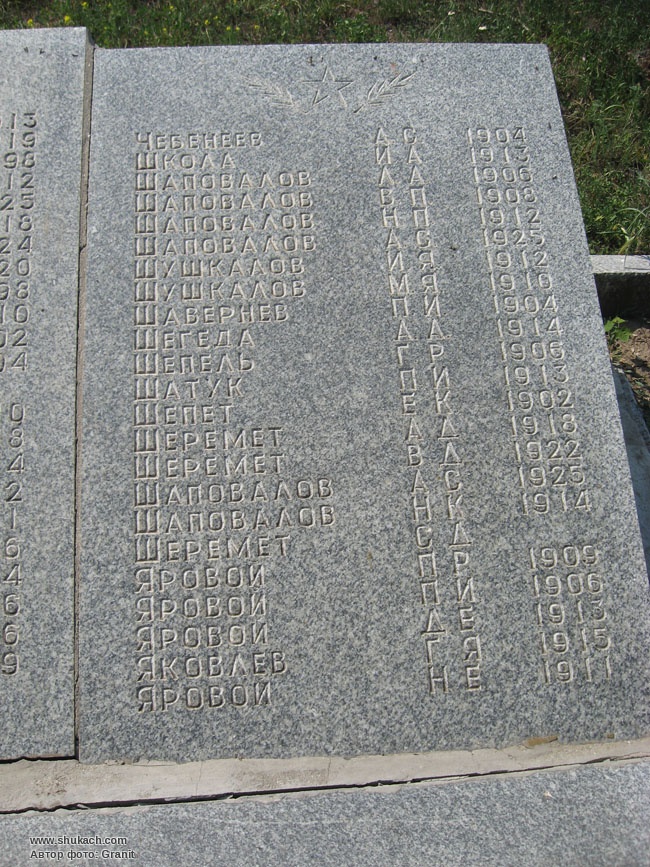 ЧЕБЕНЕЕВ А С 1904
ШКОЛА И А 1913
ШАПОВАЛОВ Л Д 1906
ШАПОВАЛОВ В П 1908
ШАПОВАЛОВ Н П 1912
ШАПОВАЛОВ А С 1925
ШУШКАЛОВ И Я 1912
ШУШКАЛОВ М Я 1910
ШАВЕРНЕВ П И 1904
ШЕГЕДА А А 1914
ШЕПЕЛЬ Г Р 1906
ШАТУК П И 1913
ШЕПЕТ Е К 1902
ШЕРЕМЕТ А Д 1918
ШЕРЕМЕТ В Д 1922
ШАПОВАЛОВ А С 1925
ШАПОВАЛОВ Н К 1914
ШЕРЕМЕТ С Д
ЯРОВОЙ П Р 1909
ЯРОВОЙ П И 1906
ЯРОВОЙ Д Е 1913
ЯКОВЛЕВ Г Я 1915
ЯРОВОЙ Н Е 1911
www.shukach.com
Автор фото: Granit